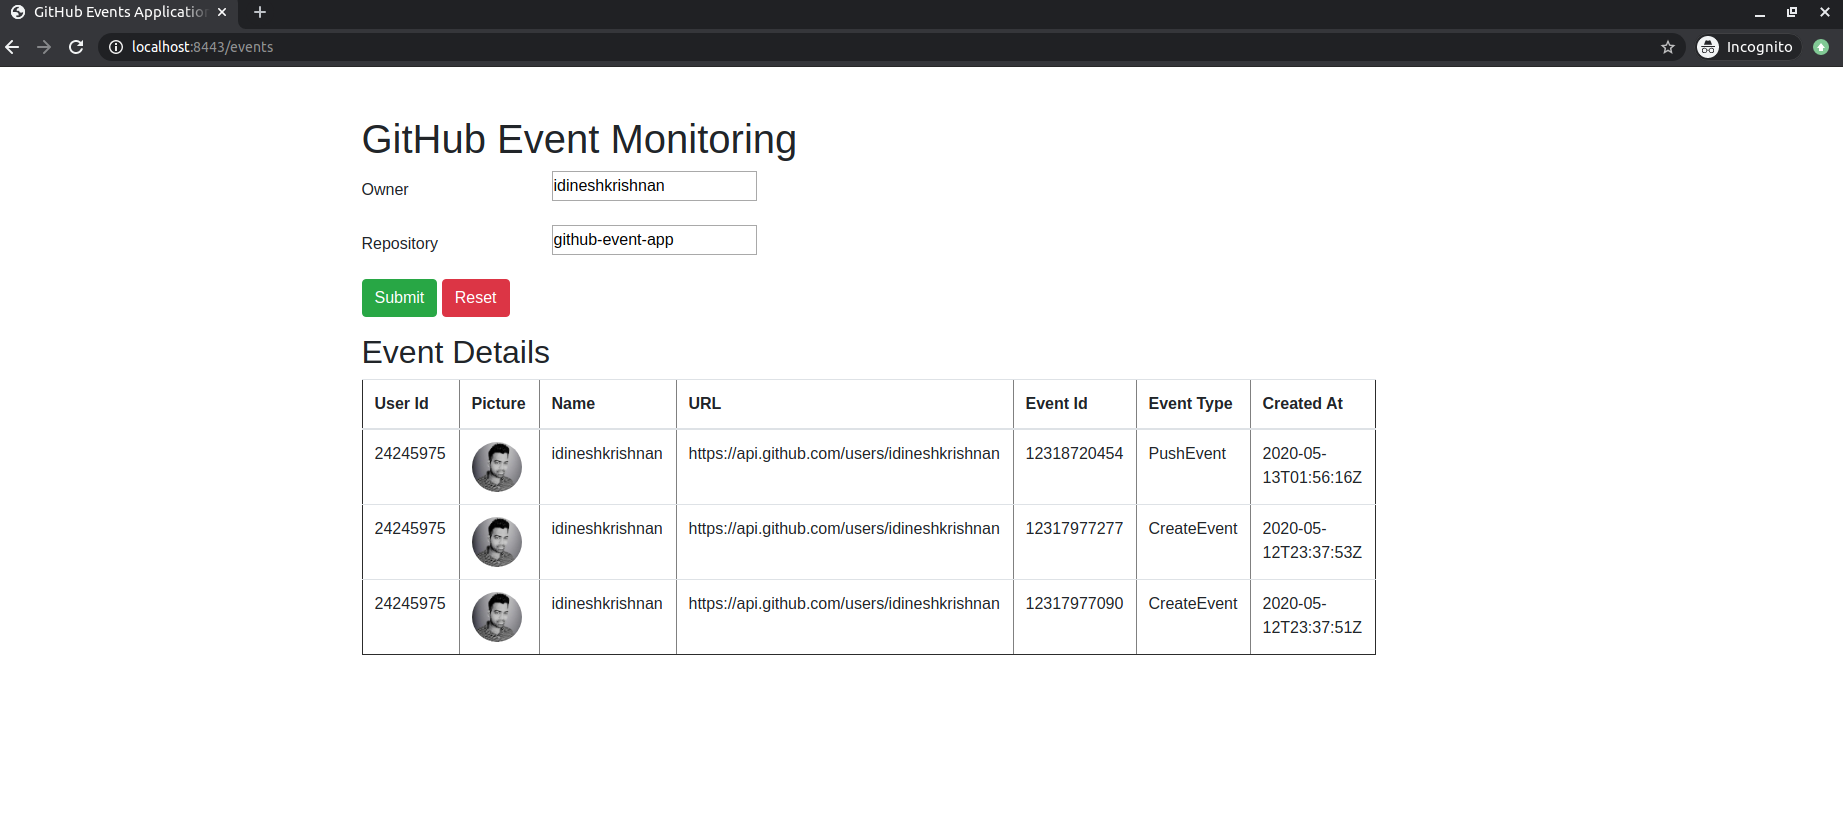 GitHub Events Application
localhost:8443/events
Incognito
GitHub Event Monitoring
Owner idineshkrishnan
Repository github-event-app
Submit Reset
Event Details
User Id Picture Name URL Event Id Event Type Created At
24245975 idineshkrishnan https://api.github.com/users/idineshkrishnan 12318720454 PushEvent 2020-05-
13T01:56:16Z
24245975 idineshkrishnan https://api.github.com/users/idineshkrishnan 12317977277 CreateEvent 2020-05-
12T23:37:53Z
24245975 idineshkrishnan https://api.github.com/users/idineshkrishnan 12317977090 CreateEvent 2020-05-
12T23:37:51Z